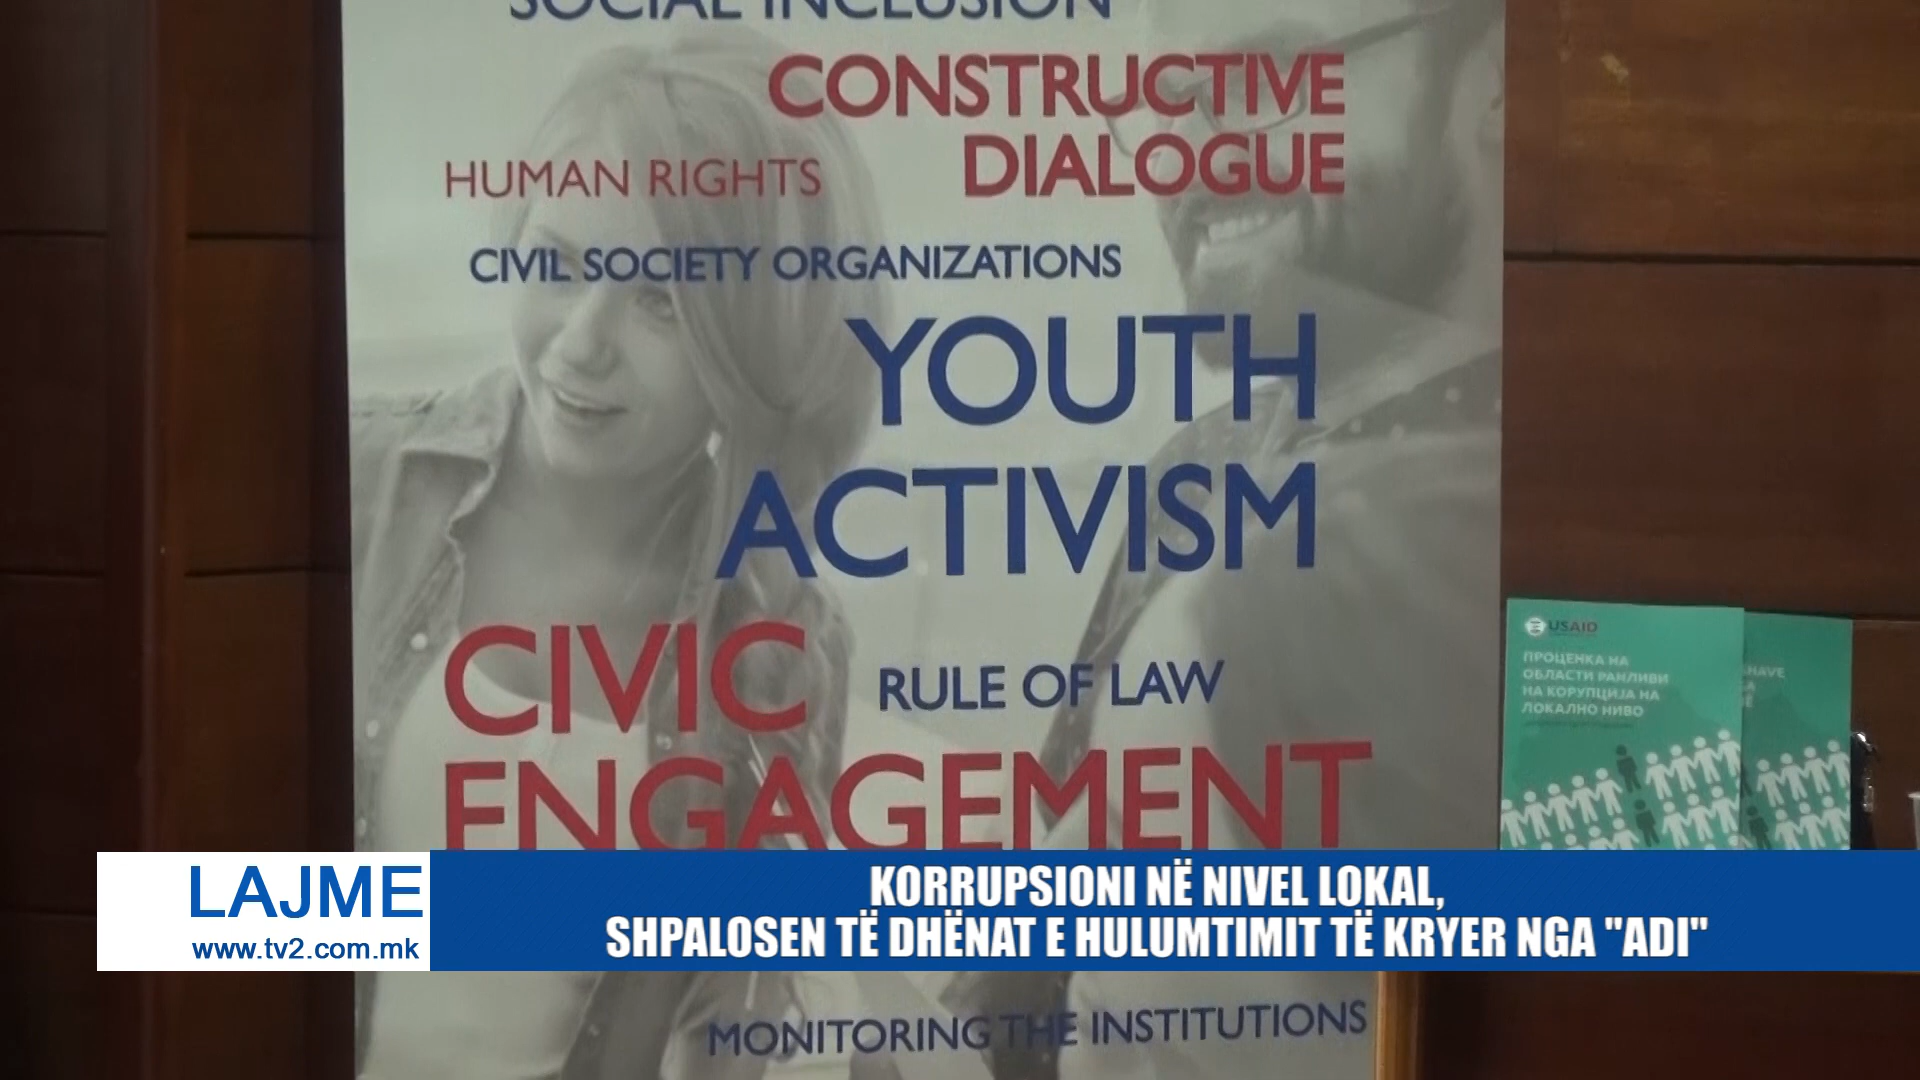 SOCIAL INCLUSION
CONSTRUCTIVE
DIALOGUE
HUMAN RIGHTS
CIVIL SOCIETY ORGANIZATIONS
YOUTH
ACTIVISM
CIVIC
RULE OF LAW
ENGAGEMENT
USAID
ПРОЦЕНКА НА
ОБЛАСТИ РАНЛИВИ
НА КОРУПЦИЈА НА
ЛОКАЛНО НИВО
LAJME
www.tv2.com.mk
KORRUPSIONI NË NIVEL LOKAL,
SHPALOSEN TË DHËNAT E HULUMTIMIT TË KRYER NGA "ADI"
MONITORING THE INSTITUTIONS